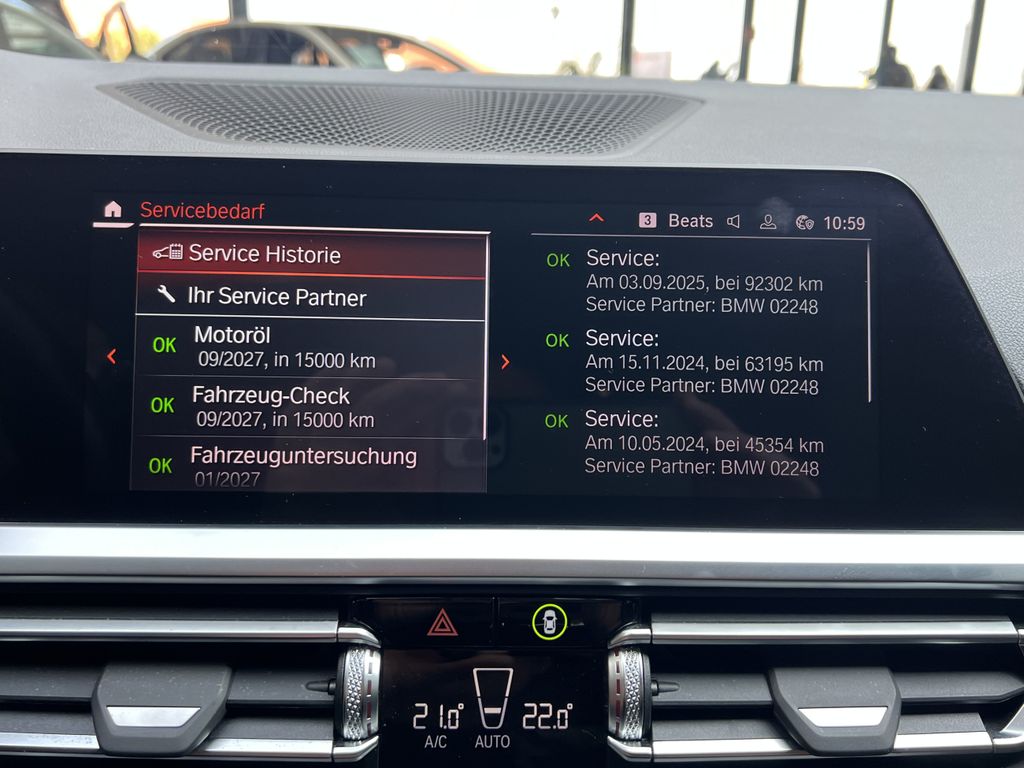 Servicebedarf
3 Beats 10:59
Service Historie
Ihr Service Partner
OK Motoröl
09/2027, in 15000 km
OK Fahrzeug-Check
09/2027, in 15000 km
OK Fahrzeuguntersuchung
01/2027
OK Service:
Am 03.09.2025, bei 92302 km
Service Partner: BMW 02248
OK Service:
Am 15.11.2024, bei 63195 km
Service Partner: BMW 02248
OK Service:
Am 10.05.2024, bei 45354 km
Service Partner: BMW 02248
21.0° 22.0°
A/C AUTO